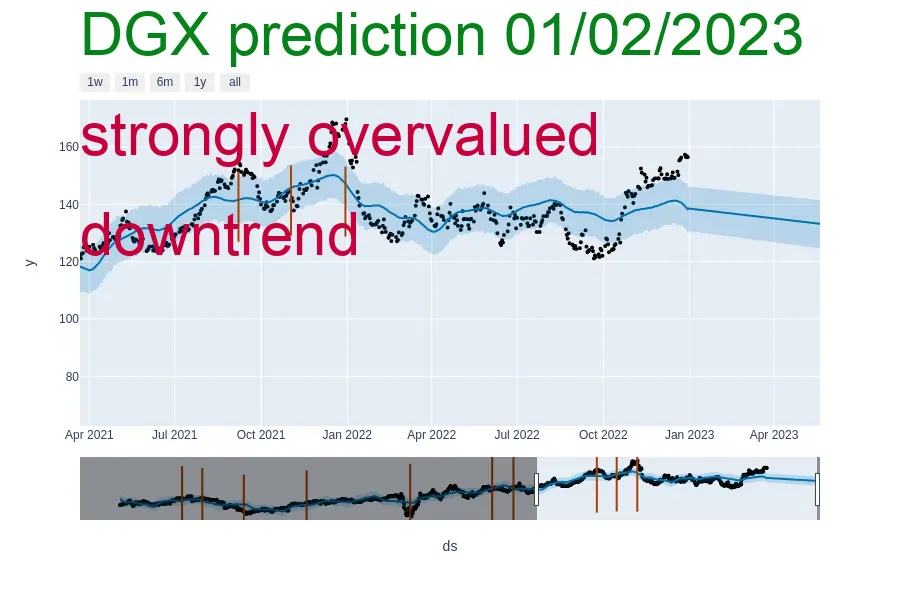 DGX prediction 01/02/2023
1w 1m 6m 1y all
strongly overvalued
160
140
downtrend
120
y
100
80
Apr 2021 Jul 2021 Oct 2021 Jan 2022 Apr 2022 Jul 2022 Oct 2022 Jan 2023 Apr 2023
ds